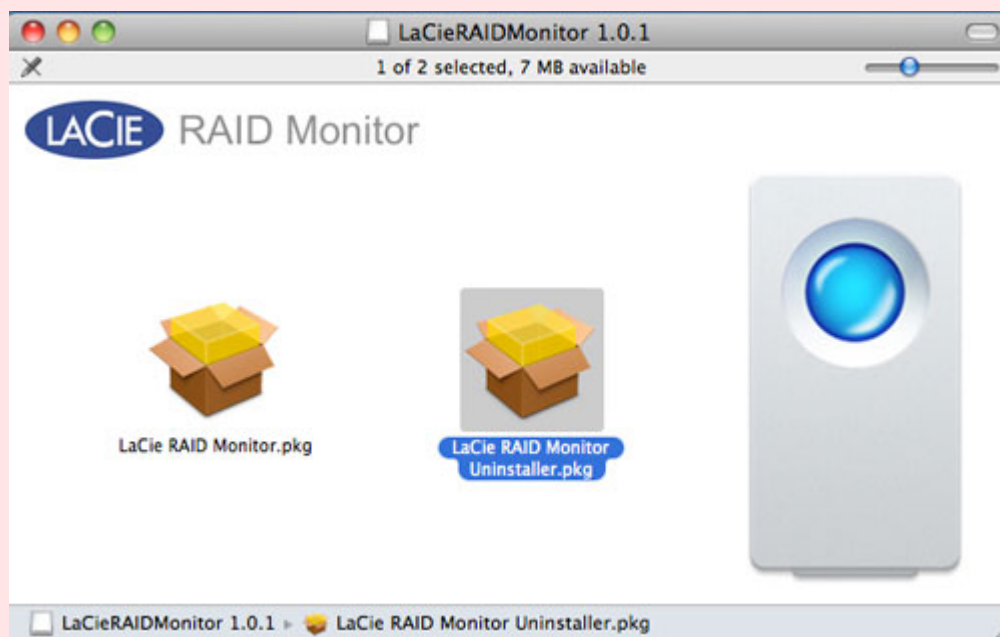 LaCieRAIDMonitor 1.0.1
1 of 2 selected, 7 MB available
LACIE RAID Monitor
LaCie RAID Monitor.pkg
LaCie RAID Monitor
Uninstaller.pkg
LaCieRAIDMonitor 1.0.1 ▸ LaCie RAID Monitor Uninstaller.pkg